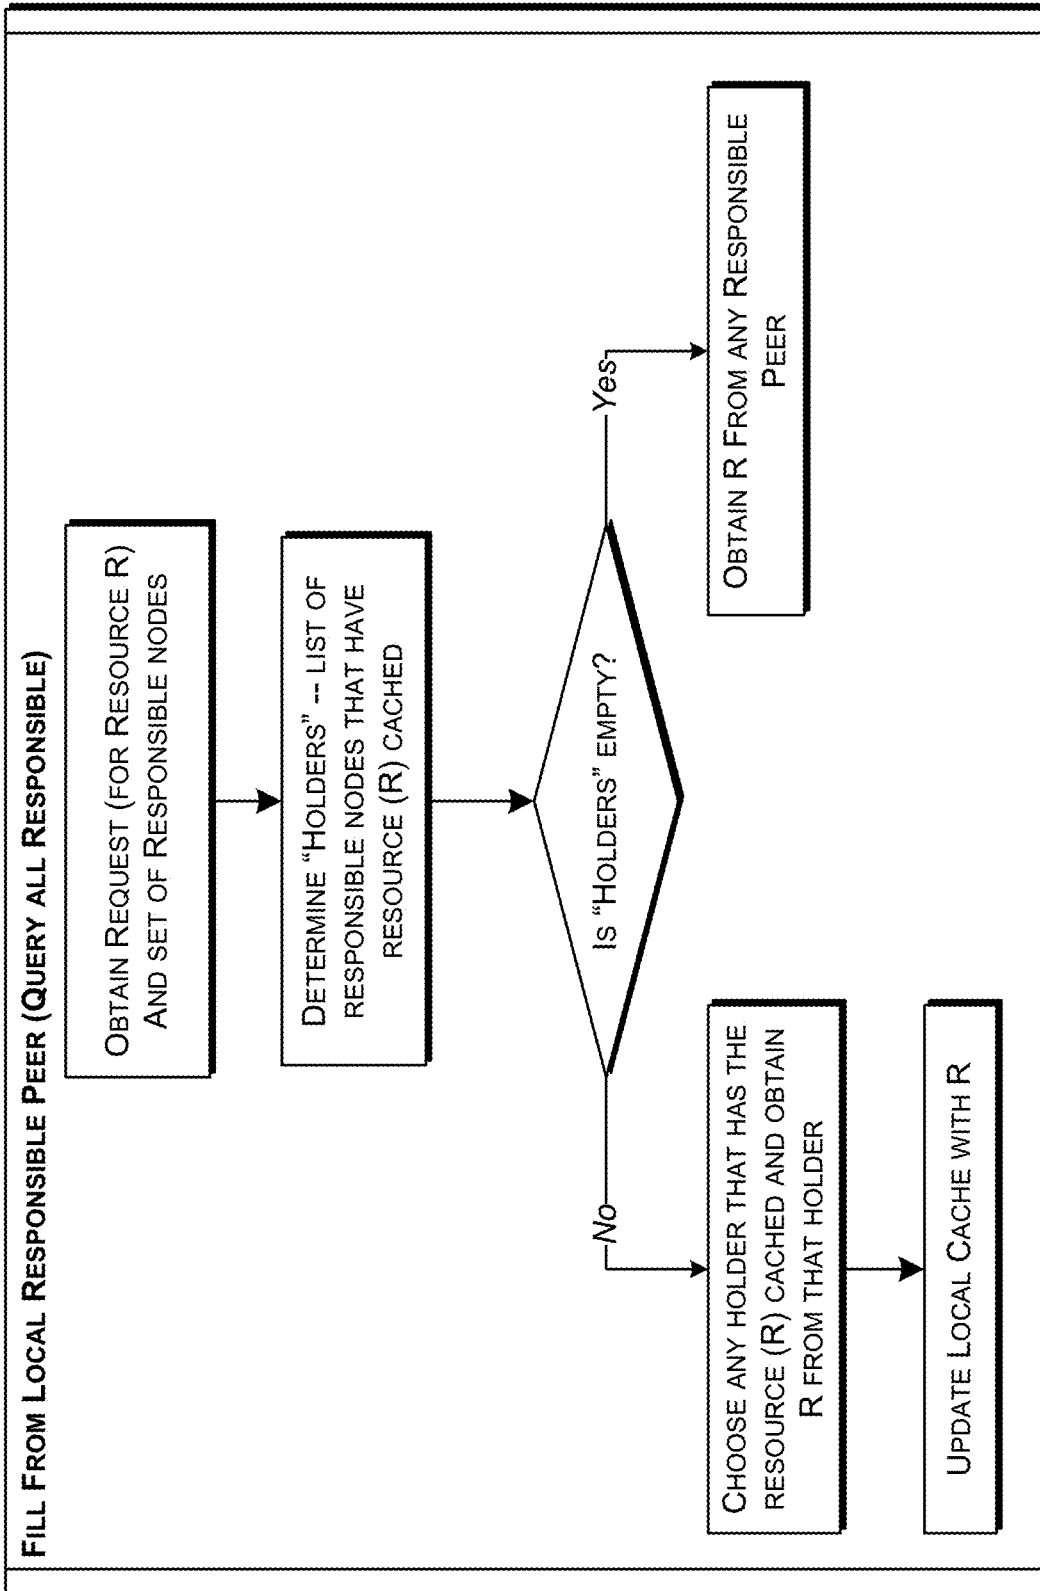 FILL FROM LOCAL RESPONSIBLE PEER (QUERY ALL RESPONSIBLE)
OBTAIN REQUEST (FOR RESOURCE R)
AND SET OF RESPONSIBLE NODES
DETERMINE “HOLDERS” -- LIST OF
RESPONSIBLE NODES THAT HAVE
RESOURCE (R) CACHED
IS “HOLDERS” EMPTY?
No
Yes
CHOOSE ANY HOLDER THAT HAS THE
RESOURCE (R) CACHED AND OBTAIN
R FROM THAT HOLDER
OBTAIN R FROM ANY RESPONSIBLE
PEER
UPDATE LOCAL CACHE WITH R